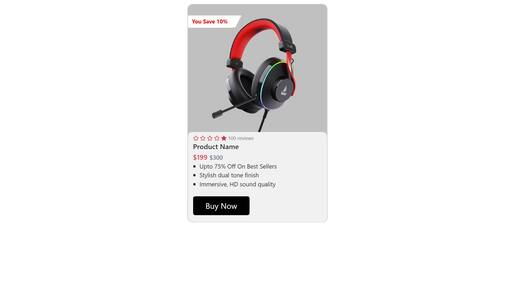 You Save 10%
100 reviews
Product Name
$199 $300
Upto 75% Off On Best Sellers
Stylish dual tone finish
Immersive, HD sound quality
Buy Now